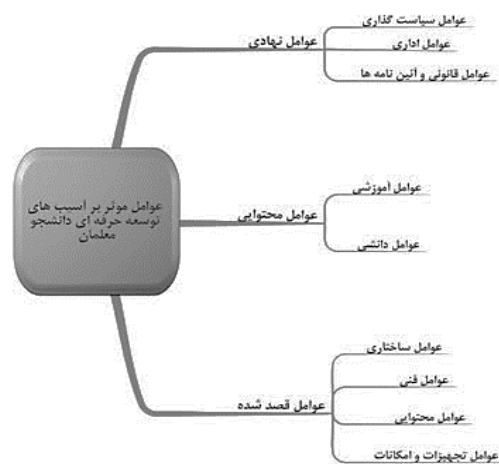 عوامل سیاست گذاری
عوامل نهادی
عوامل اداری
عوامل قانونی و آئین نامه ها
عوامل موثر بر آسیب های
توسعه حرفه ای دانشجو
معلمان
عوامل آموزشی
عوامل محتوایی
عوامل دانشی
عوامل ساختاری
عوامل فنی
عوامل قصد شده
عوامل محتوایی
عوامل تجهیزات و امکانات